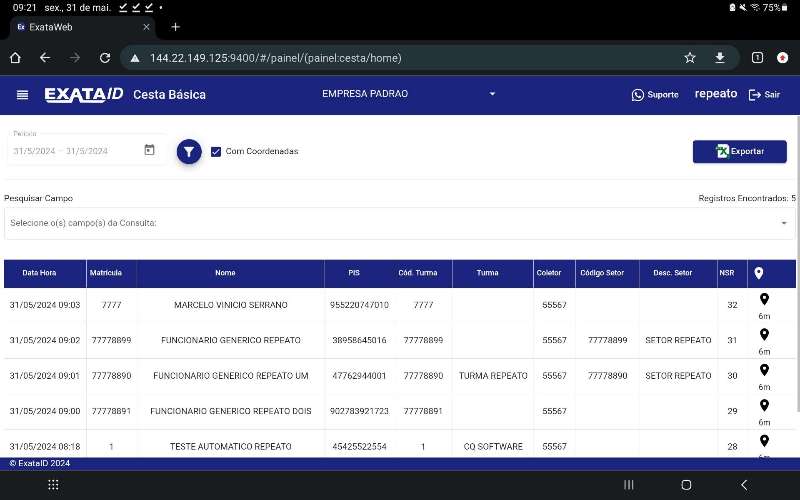 09:21 sex., 31 de mai. 75%
Ex ExataWeb
144.22.149.125:9400/#/painel/(painel:cesta/home)
1
EXATAID Cesta Básica EMPRESA PADRAO Suporte repeato Sair
Período
31/5/2024 – 31/5/2024 Com Coordenadas Exportar
Pesquisar Campo Registros Encontrados: 5
Selecione o(s) campo(s) da Consulta:
Data Hora Matrícula Nome PIS Cód. Turma Turma Coletor Código Setor Desc. Setor NSR
31/05/2024 09:03 7777 MARCELO VINICIO SERRANO 955220747010 7777 55567 32 6m
31/05/2024 09:02 77778899 FUNCIONARIO GENERICO REPEATO 38958645016 77778899 55567 77778899 SETOR REPEATO 31 6m
31/05/2024 09:01 77778890 FUNCIONARIO GENERICO REPEATO UM 47762944001 77778890 TURMA REPEATO 55567 77778890 SETOR REPEATO 30 6m
31/05/2024 09:00 77778891 FUNCIONARIO GENERICO REPEATO DOIS 902783921723 77778891 55567 29 6m
31/05/2024 08:18 1 TESTE AUTOMATICO REPEATO 45425522554 1 CQ SOFTWARE 55567 28
© ExataID 2024